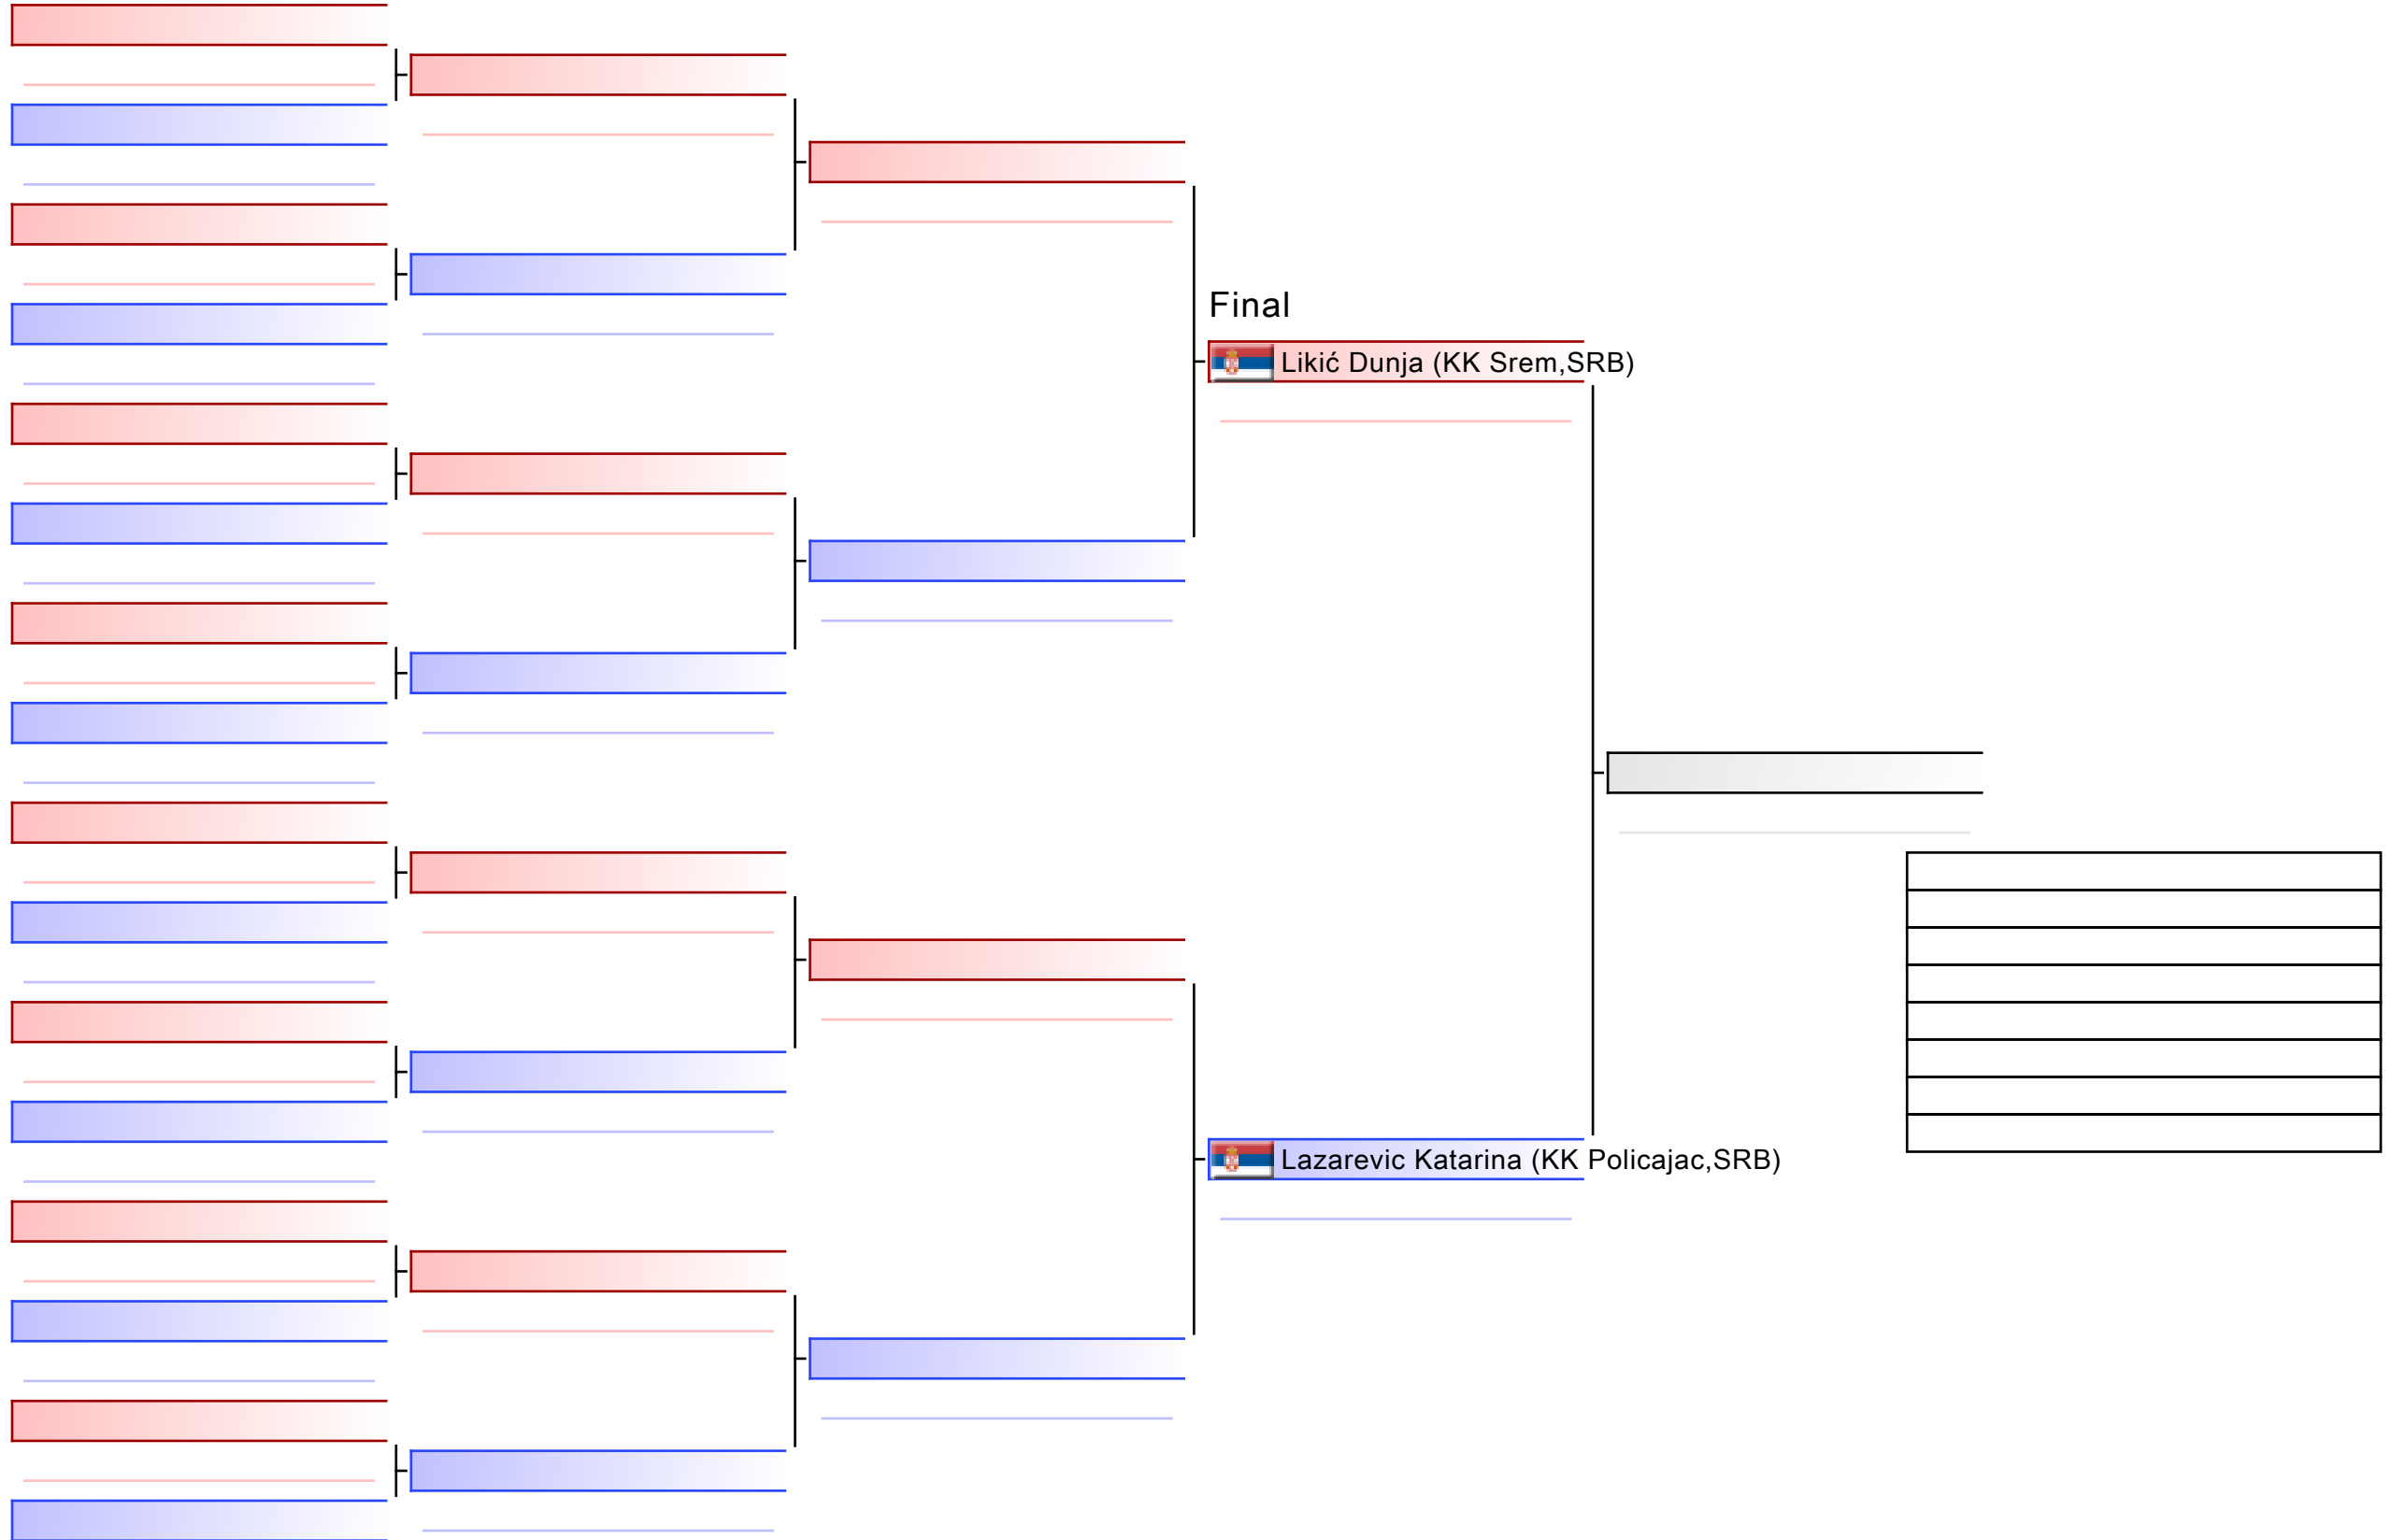 Final
Likić Dunja (KK Srem,SRB)
Lazarevic Katarina (KK Policajac,SRB)